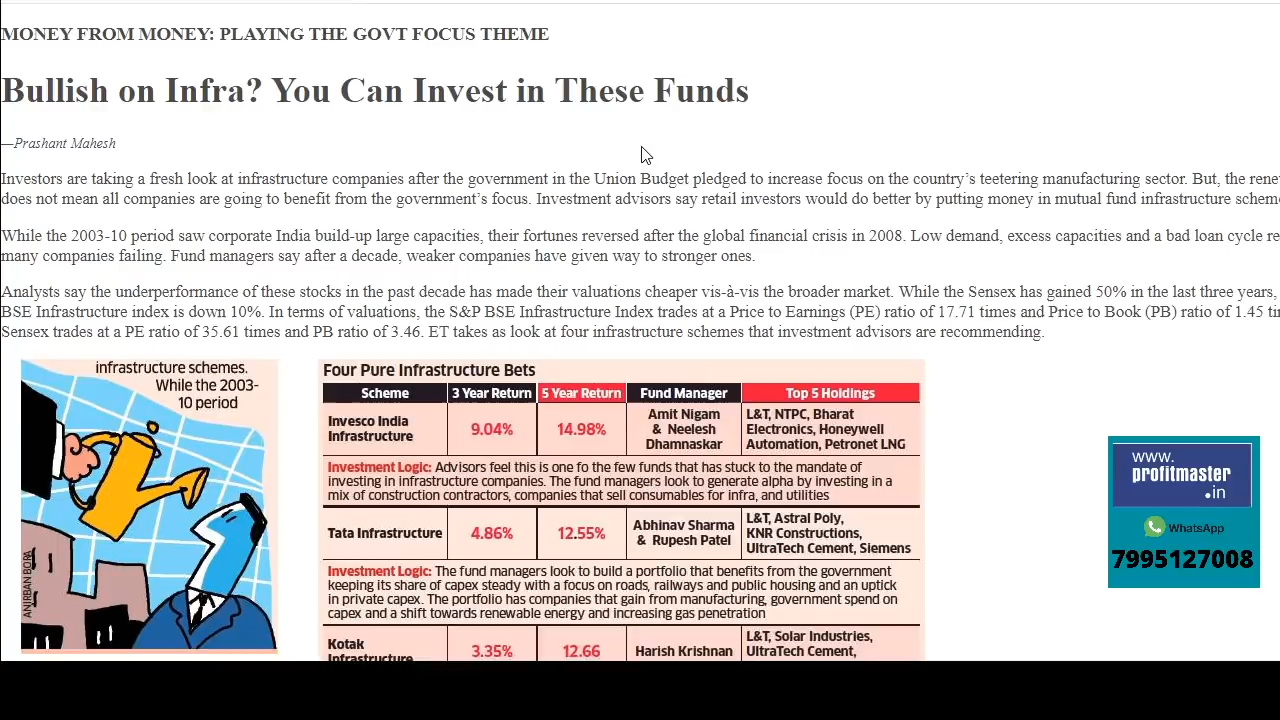 MONEY FROM MONEY: PLAYING THE GOVT FOCUS THEME
Bullish on Infra? You Can Invest in These Funds
—Prashant Mahesh
Investors are taking a fresh look at infrastructure companies after the government in the Union Budget pledged to increase focus on the country's teetering manufacturing sector. But, the
does not mean all companies are going to benefit from the government's focus. Investment advisors say retail investors would do better by putting money in mutual fund infrastructure
While the 2003-10 period saw corporate India build-up large capacities, their fortunes reversed after the global financial crisis in 2008. Low demand, excess capacities and a bad loan cycle
many companies failing. Fund managers say after a decade, weaker companies have given way to stronger ones.
Analysts say the underperformance of these stocks in the past decade has made their valuations cheaper vis-à-vis the broader market. While the Sensex has gained 50% in the last three years,
BSE Infrastructure index is down 10%. In terms of valuations, the S&P BSE Infrastructure Index trades at a Price to Earnings (PE) ratio of 17.71 times and Price to Book (PB) ratio of 1.45
Sensex trades at a PE ratio of 35.61 times and PB ratio of 3.46. ET takes as look at four infrastructure schemes that investment advisors are recommending.
infrastructure schemes.
While the 2003-
10 period
ANIRBAN BORA
Four Pure Infrastructure Bets
Scheme 3 Year Return 5 Year Return Fund Manager Top 5 Holdings
Invesco India
Infrastructure
9.04%
14.98%
Amit Nigam
& Neelesh
Dhamnaskar
L&T, NTPC, Bharat
Electronics, Honeywell
Automation, Petronet LNG
Investment Logic: Advisors feel this is one fo the few funds that has stuck to the mandate of
investing in infrastructure companies. The fund managers look to generate alpha by investing in a
mix of construction contractors, companies that sell consumables for infra, and utilities
Tata Infrastructure
4.86%
12.55%
Abhinav Sharma
& Rupesh Patel
L&T, Astral Poly,
KNR Constructions,
UltraTech Cement, Siemens
Investment Logic: The fund managers look to build a portfolio that benefits from the government
keeping its share of capex steady with a focus on roads, railways and public housing and an uptick
in private capex. The portfolio has companies that gain from manufacturing, government spend on
capex and a shift towards renewable energy and increasing gas penetration
Kotak
Infrastructure
3.35%
12.66
Harish Krishnan
L&T, Solar Industries,
UltraTech Cement,
www.
profitmaster
.in
WhatsApp
7995127008